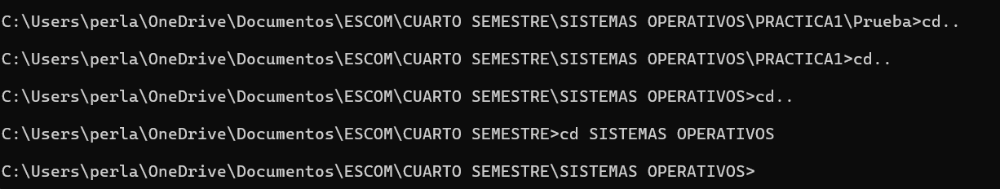 C:\Users\perla\OneDrive\Documentos\ESCOM\CUARTO SEMESTRE\SISTEMAS OPERATIVOS\PRACTICA1\Prueba>cd..
C:\Users\perla\OneDrive\Documentos\ESCOM\CUARTO SEMESTRE\SISTEMAS OPERATIVOS\PRACTICA1>cd..
C:\Users\perla\OneDrive\Documentos\ESCOM\CUARTO SEMESTRE\SISTEMAS OPERATIVOS>cd..
C:\Users\perla\OneDrive\Documentos\ESCOM\CUARTO SEMESTRE>cd SISTEMAS OPERATIVOS
C:\Users\perla\OneDrive\Documentos\ESCOM\CUARTO SEMESTRE\SISTEMAS OPERATIVOS>